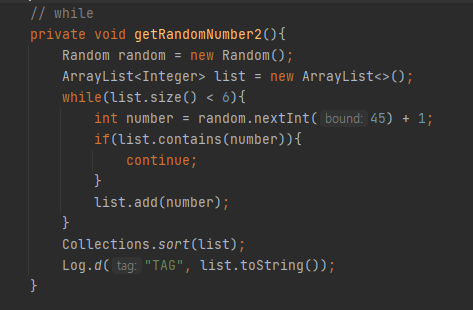 // while
private void getRandomNumber2(){
Random random = new Random();
ArrayList<Integer> list = new ArrayList<>();
while(list.size() < 6){
int number = random.nextInt( bound: 45) + 1;
if(list.contains(number)){
continue;
}
list.add(number);
}
Collections.sort(list);
Log.d( tag: "TAG", list.toString());
}